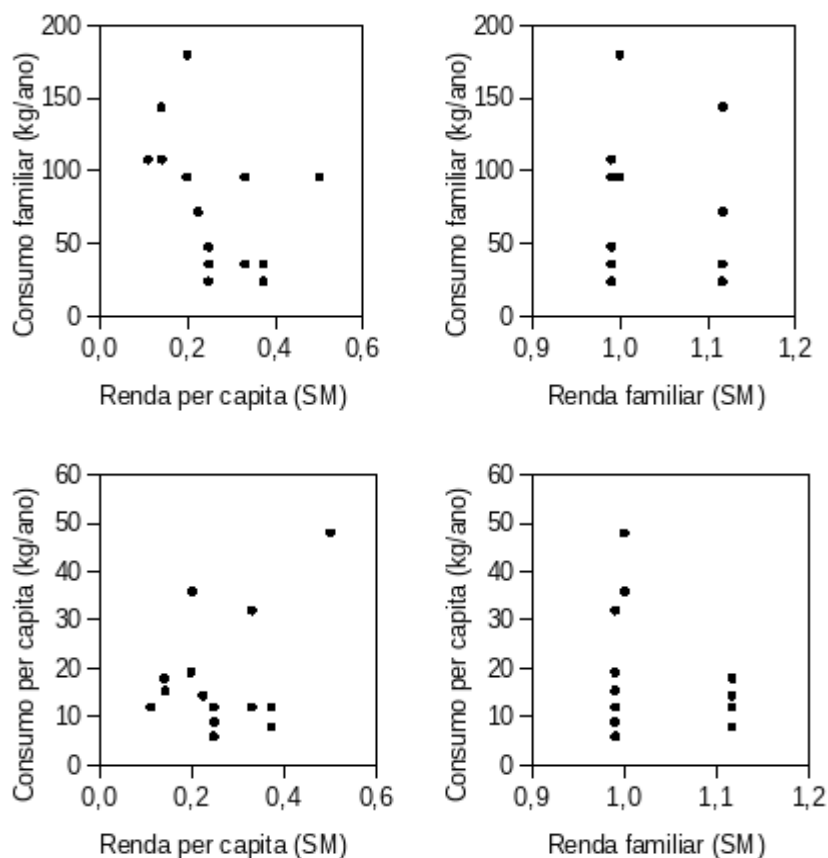 Consumo familiar (kg/ano)
200
150
100
50
0
0,0 0,2 0,4 0,6
Renda per capita (SM)
Consumo familiar (kg/ano)
200
150
100
50
0
0,9 1,0 1,1 1,2
Renda familiar (SM)
Consumo per capita (kg/ano)
60
50
40
30
20
10
0
0,0 0,2 0,4 0,6
Renda per capita (SM)
Consumo per capita (kg/ano)
60
50
40
30
20
10
0
0,9 1,0 1,1 1,2
Renda familiar (SM)